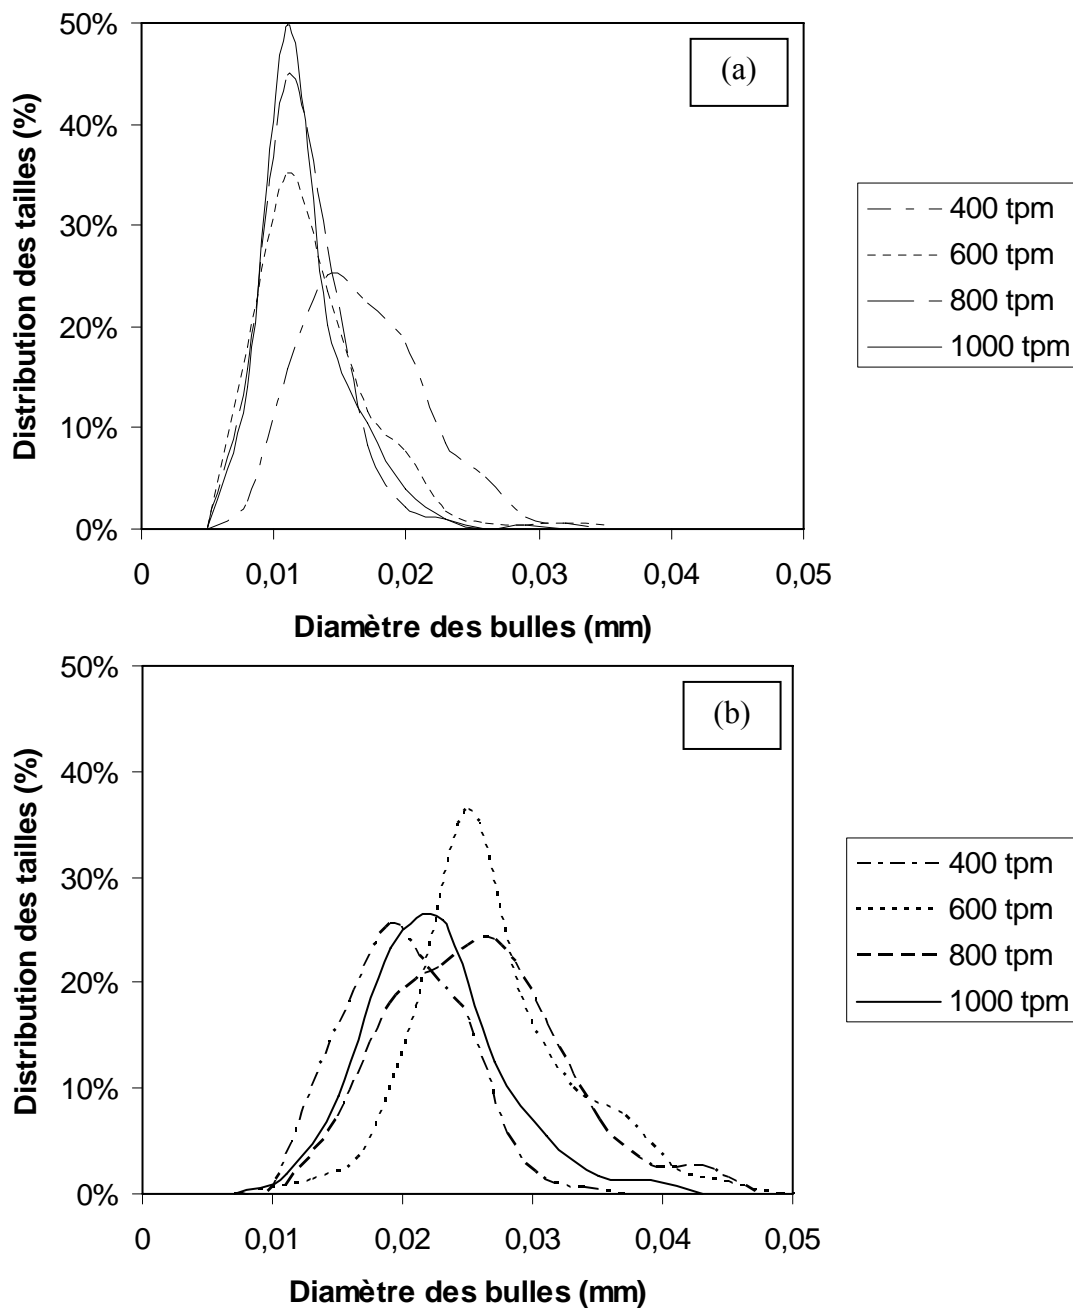 50%
40%
30%
20%
10%
0%
Distribution des tailles (%)
(a)
0 0,01 0,02 0,03 0,04 0,05
Diamètre des bulles (mm)
400 tpm
600 tpm
800 tpm
1000 tpm
50%
40%
30%
20%
10%
0%
Distribution des tailles (%)
(b)
0 0,01 0,02 0,03 0,04 0,05
Diamètre des bulles (mm)
400 tpm
600 tpm
800 tpm
1000 tpm